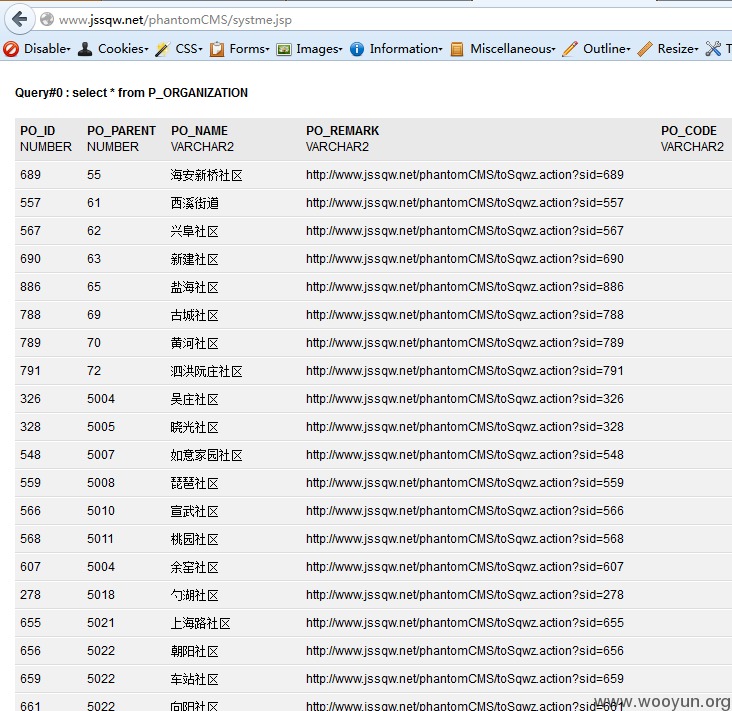 www.jssqw.net/phantomCMS/systme.jsp
Disable Cookies CSS Forms Images Information Miscellaneous Outline Resize T
Query#0 : select * from P_ORGANIZATION
PO_ID PO_PARENT PO_NAME PO_REMARK PO_CODE
NUMBER NUMBER VARCHAR2 VARCHAR2 VARCHAR2
689 55 海安新桥社区 http://www.jssqw.net/phantomCMS/toSqwz.action?sid=689
557 61 西溪街道 http://www.jssqw.net/phantomCMS/toSqwz.action?sid=557
567 62 兴阜社区 http://www.jssqw.net/phantomCMS/toSqwz.action?sid=567
690 63 新建社区 http://www.jssqw.net/phantomCMS/toSqwz.action?sid=690
886 65 盐海社区 http://www.jssqw.net/phantomCMS/toSqwz.action?sid=886
788 69 古城社区 http://www.jssqw.net/phantomCMS/toSqwz.action?sid=788
789 70 黄河社区 http://www.jssqw.net/phantomCMS/toSqwz.action?sid=789
791 72 泗洪阮庄社区 http://www.jssqw.net/phantomCMS/toSqwz.action?sid=791
326 5004 吴庄社区 http://www.jssqw.net/phantomCMS/toSqwz.action?sid=326
328 5005 晓光社区 http://www.jssqw.net/phantomCMS/toSqwz.action?sid=328
548 5007 如意家园社区 http://www.jssqw.net/phantomCMS/toSqwz.action?sid=548
559 5008 琵琶社区 http://www.jssqw.net/phantomCMS/toSqwz.action?sid=559
566 5010 宣武社区 http://www.jssqw.net/phantomCMS/toSqwz.action?sid=566
568 5011 桃园社区 http://www.jssqw.net/phantomCMS/toSqwz.action?sid=568
607 5004 余窑社区 http://www.jssqw.net/phantomCMS/toSqwz.action?sid=607
278 5018 勺湖社区 http://www.jssqw.net/phantomCMS/toSqwz.action?sid=278
655 5021 上海路社区 http://www.jssqw.net/phantomCMS/toSqwz.action?sid=655
656 5022 朝阳社区 http://www.jssqw.net/phantomCMS/toSqwz.action?sid=656
659 5022 车站社区 http://www.jssqw.net/phantomCMS/toSqwz.action?sid=659
661 5022 向阳社区 http://www.jssqw.net/phantomCMS/toSqwz.action?sid=661
www.wooyun.org